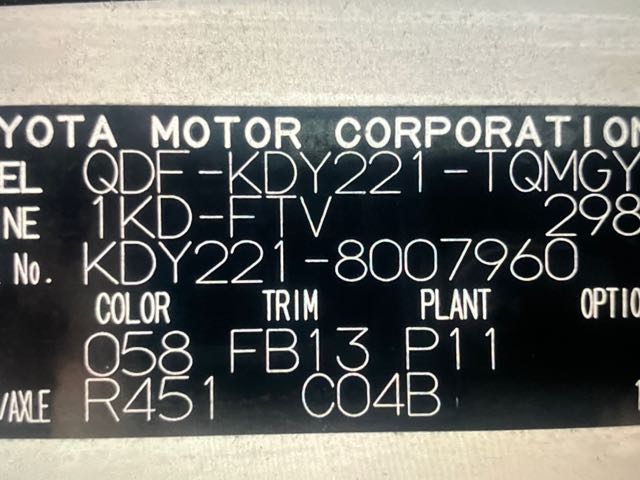 YOTA MOTOR CORPORATION
EL QDF-KDY221-TQMGY
NE 1KD-FTV 298
No. KDY221-8007960
COLOR TRIM PLANT OPTIO
058 FB13 P11
/AXLE R451 C04B 1